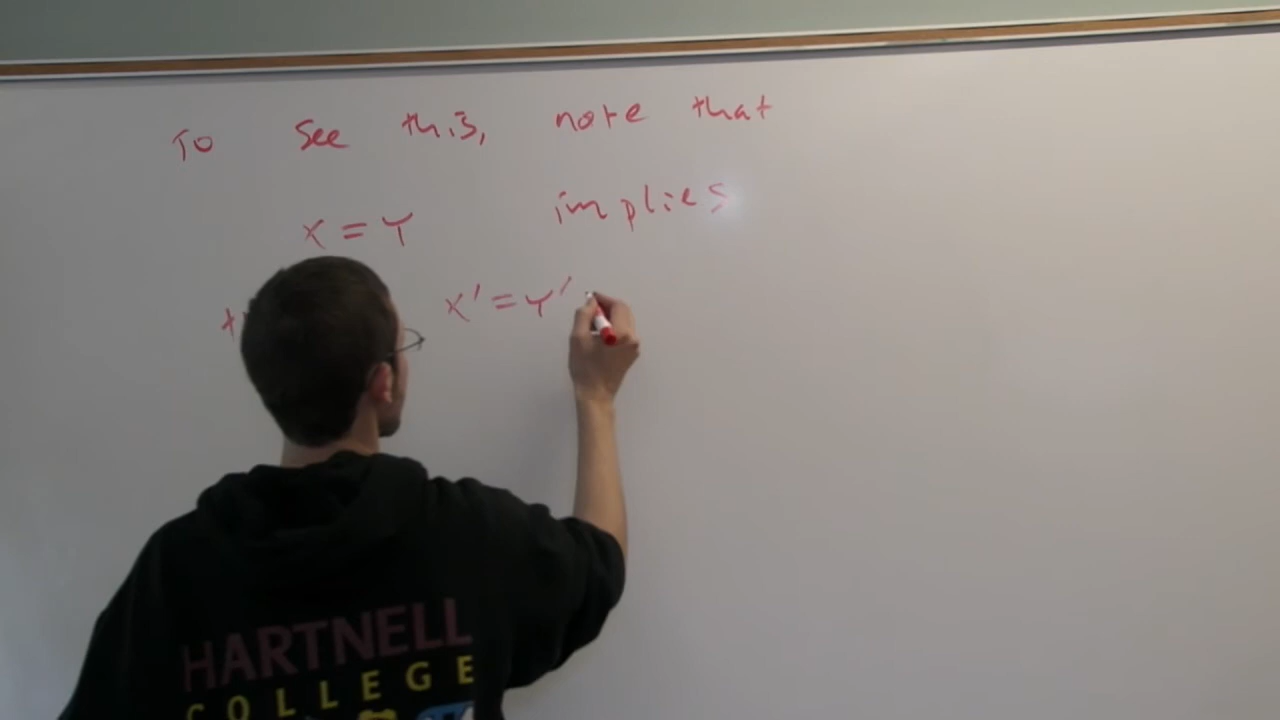 To see this, note that
X = Y implies
X' = Y'
HARTNELL
COLLEGE